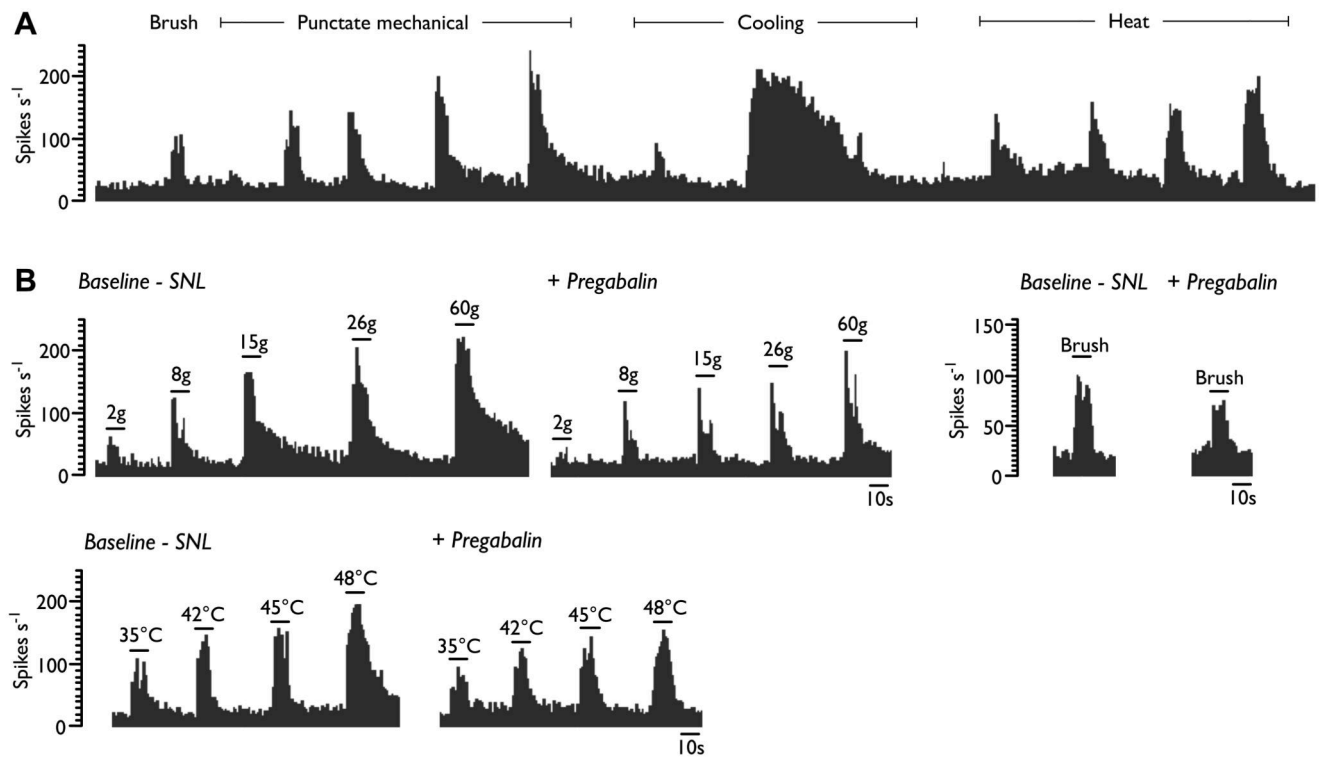 A
Brush
Punctate mechanical
Cooling
Heat
Spikes s-1
200
100
0
B
Baseline - SNL
+ Pregabalin
Baseline - SNL
+ Pregabalin
Spikes s-1
200
100
0
2g
8g
15g
26g
60g
2g
8g
15g
26g
60g
10s
Spikes s-1
150
100
50
0
Brush
Brush
10s
Baseline - SNL
+ Pregabalin
Spikes s-1
200
100
0
35°C
42°C
45°C
48°C
35°C
42°C
45°C
48°C
10s